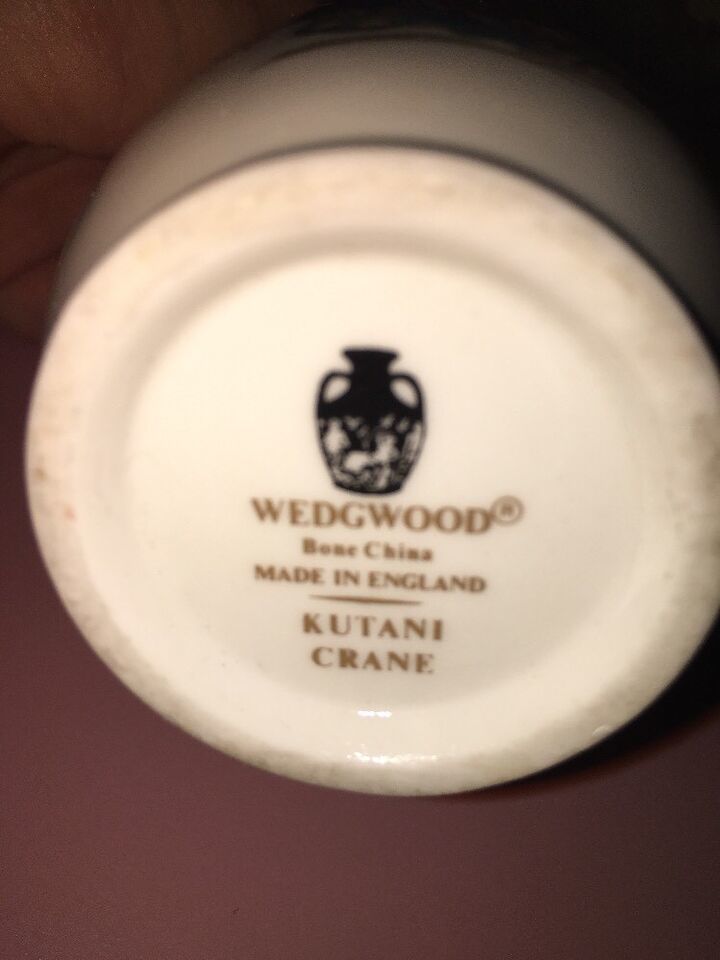 WEDGWOOD®
Bone China
MADE IN ENGLAND
KUTANI
CRANE